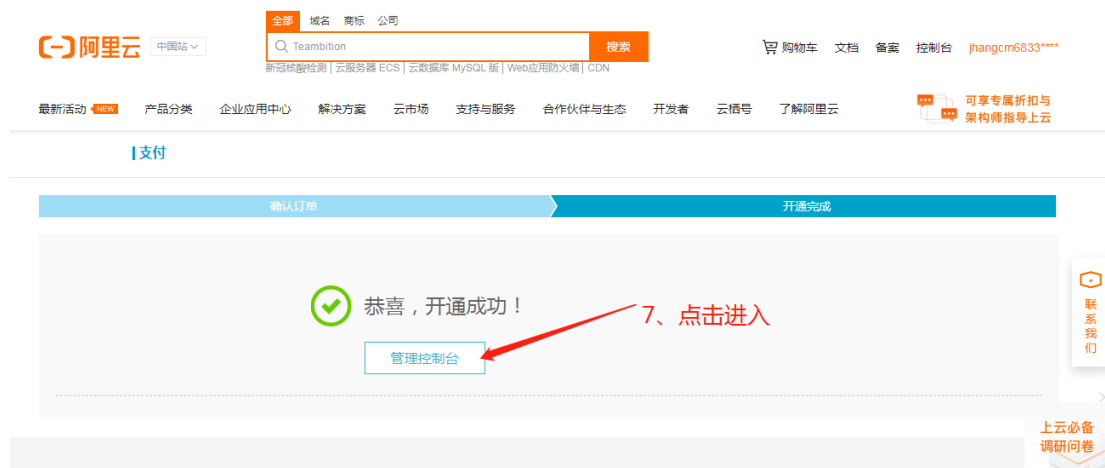 全部 域名 商标 公司
阿里云 中国站
Teambition 搜索
购物车 文档 备案 控制台 jhangcm6833****
新冠核酸检测 | 云服务器 ECS | 云数据库 MySQL 版 | Web应用防火墙 | CDN
最新活动 NEW 产品分类 企业应用中心 解决方案 云市场 支持与服务 合作伙伴与生态 开发者 云栖号 了解阿里云
可享专属折扣与
架构师指导上云
支付
确认订单 开通完成
恭喜，开通成功！
7、点击进入
管理控制台
联
系
我
们
上云必备
调研问卷